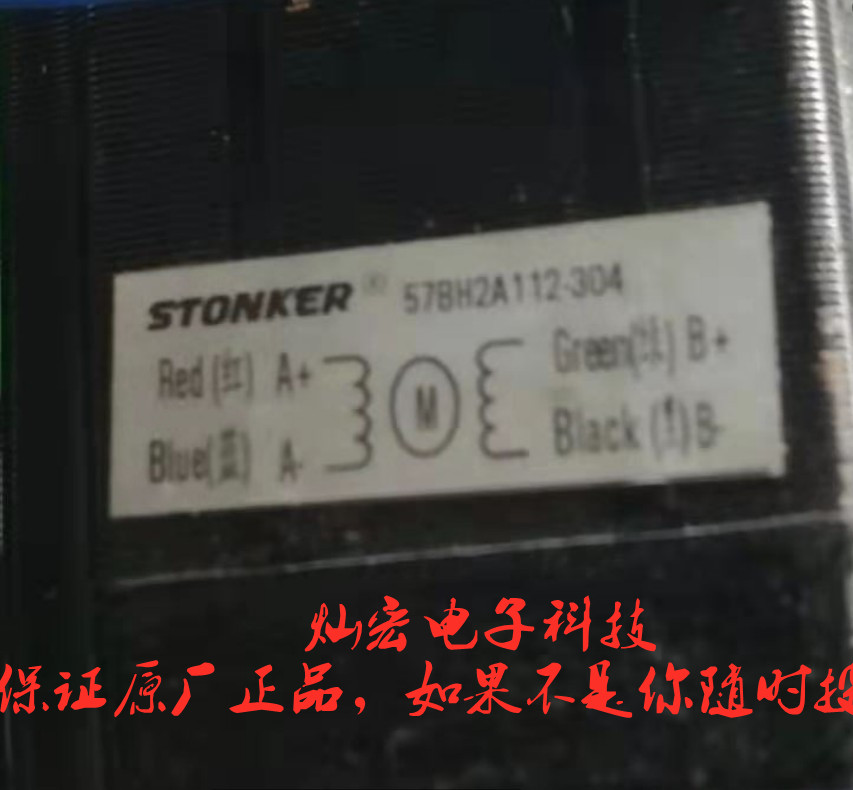 STONKER ® 57BH2A112-304
Red (红) A+
Green(绿) B+
M
Blue(蓝) A-
Black (黑) B-
灿宏电子科技
保证原厂正品，如果不是你随时投